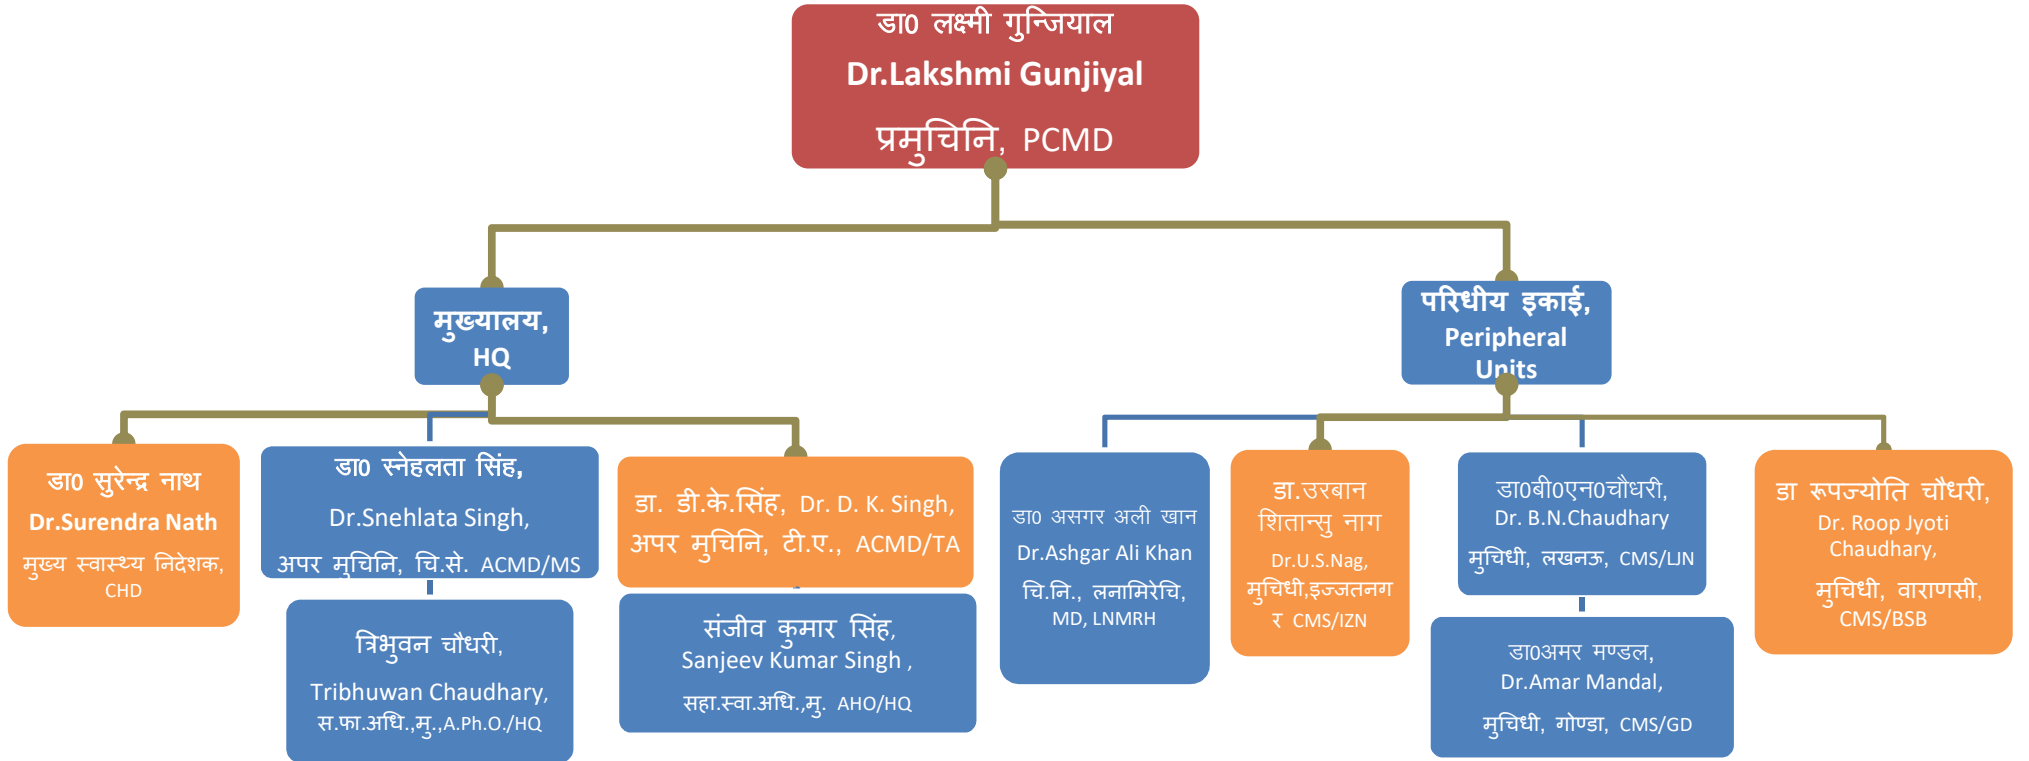 डा0 लक्ष्मी गुन्जियाल
Dr.Lakshmi Gunjiyal
प्रमुचिनि, PCMD
मुख्यालय,
HQ
परिधीय इकाई,
Peripheral
Units
डा0 सुरेन्द्र नाथ
Dr.Surendra Nath
मुख्य स्वास्थ्य निदेशक,
CHD
डा0 स्नेहलता सिंह,
Dr.Snehlata Singh,
अपर मुचिनि, चि.से. ACMD/MS
त्रिभुवन चौधरी,
Tribhuwan Chaudhary,
स.फा.अधि.,मु.,A.Ph.O./HQ
डा. डी.के.सिंह, Dr. D. K. Singh,
अपर मुचिनि, टी.ए., ACMD/TA
संजीव कुमार सिंह,
Sanjeev Kumar Singh ,
सहा.स्वा.अधि.,मु. AHO/HQ
डा0 असगर अली खान
Dr.Ashgar Ali Khan
चि.नि., लनामिरेचि,
MD, LNMRH
डा.उरबान
शितान्सु नाग
Dr.U.S.Nag,
मुचिधी,इज्जतनग
र CMS/IZN
डा0बी0एन0चौधरी,
Dr. B.N.Chaudhary
मुचिधी, लखनऊ, CMS/LJN
डा0अमर मण्डल,
Dr.Amar Mandal,
मुचिधी, गोण्डा, CMS/GD
डा रूपज्योति चौधरी,
Dr. Roop Jyoti
Chaudhary,
मुचिधी, वाराणसी,
CMS/BSB